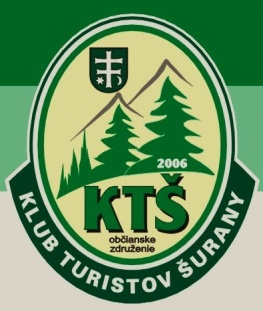 2006
KTŠ
občianske
združenie
KLUB TURISTOV ŠURANY